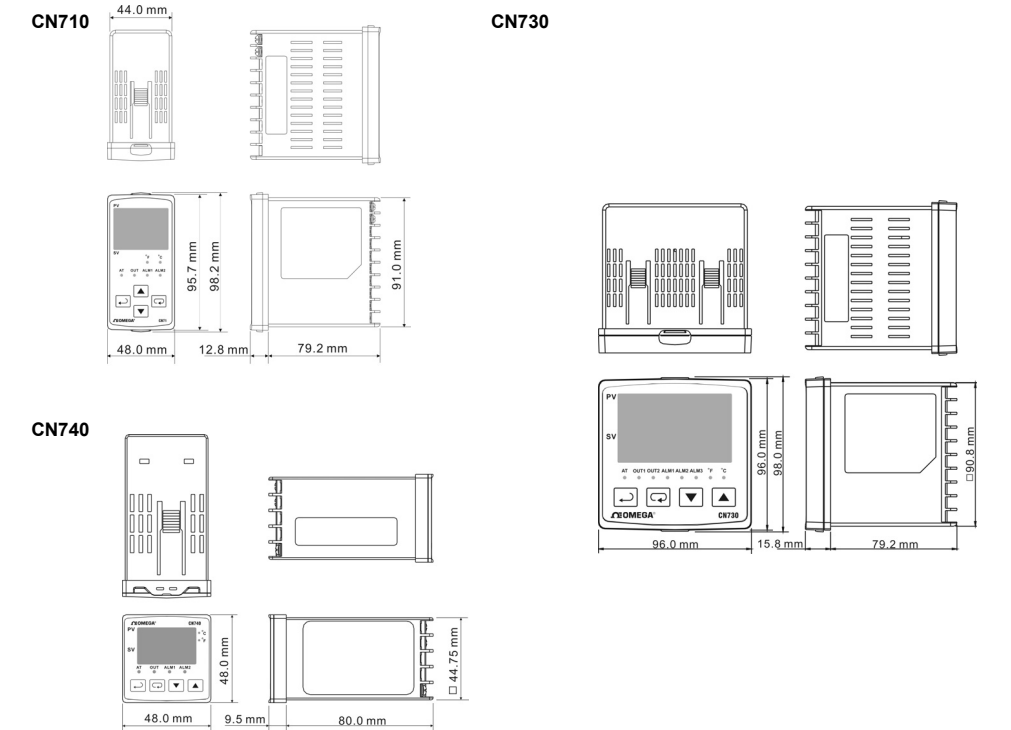 CN710
44.0 mm
PV
SV
°F °C
AT OUT ALM1 ALM2
OMEGA
95.7 mm
98.2 mm
91.0 mm
48.0 mm
12.8 mm
79.2 mm
CN740
OMEGA
CN740
PV
°C
°F
SV
AT OUT ALM1 ALM2
48.0 mm
□ 44.75 mm
48.0 mm
9.5 mm
80.0 mm
CN730
PV
SV
AT OUT1 OUT2 ALM1 ALM2 ALM3 °F °C
OMEGA
CN730
96.0 mm
98.0 mm
□90.8 mm
96.0 mm
15.8 mm
79.2 mm